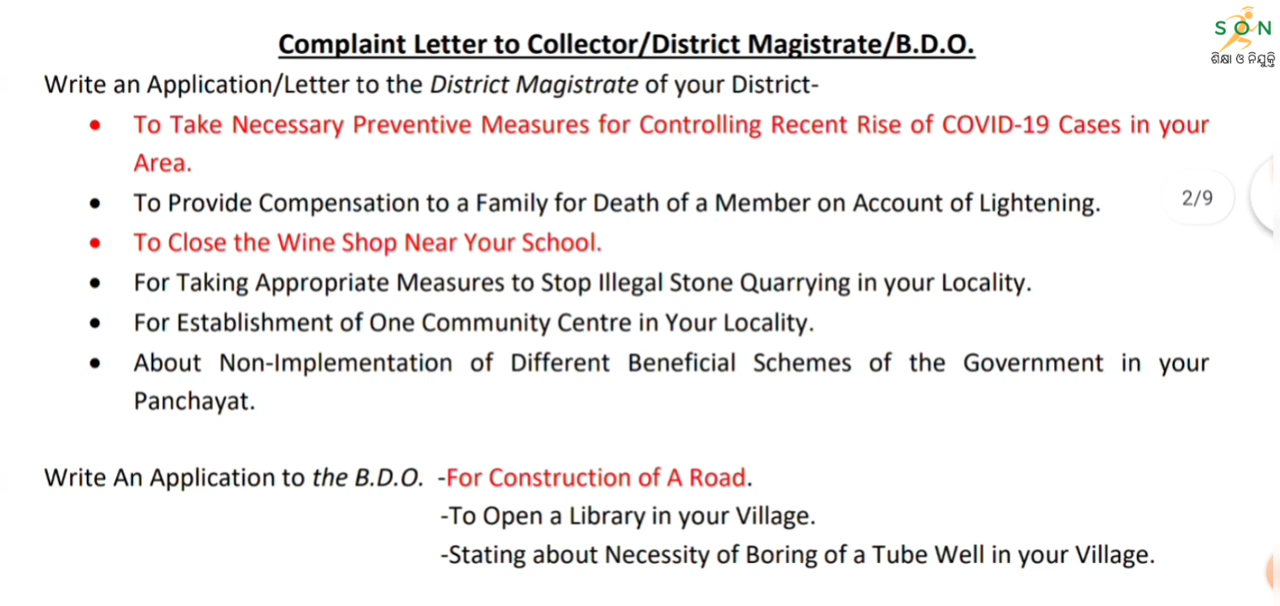 S O N
ଶିକ୍ଷା ଓ ନିଯୁକ୍ତି
Complaint Letter to Collector/District Magistrate/B.D.O.
Write an Application/Letter to the District Magistrate of your District-
• To Take Necessary Preventive Measures for Controlling Recent Rise of COVID-19 Cases in your
Area.
• To Provide Compensation to a Family for Death of a Member on Account of Lightening.
2/9
• To Close the Wine Shop Near Your School.
• For Taking Appropriate Measures to Stop Illegal Stone Quarrying in your Locality.
• For Establishment of One Community Centre in Your Locality.
• About Non-Implementation of Different Beneficial Schemes of the Government in your
Panchayat.
Write An Application to the B.D.O. -For Construction of A Road.
-To Open a Library in your Village.
-Stating about Necessity of Boring of a Tube Well in your Village.